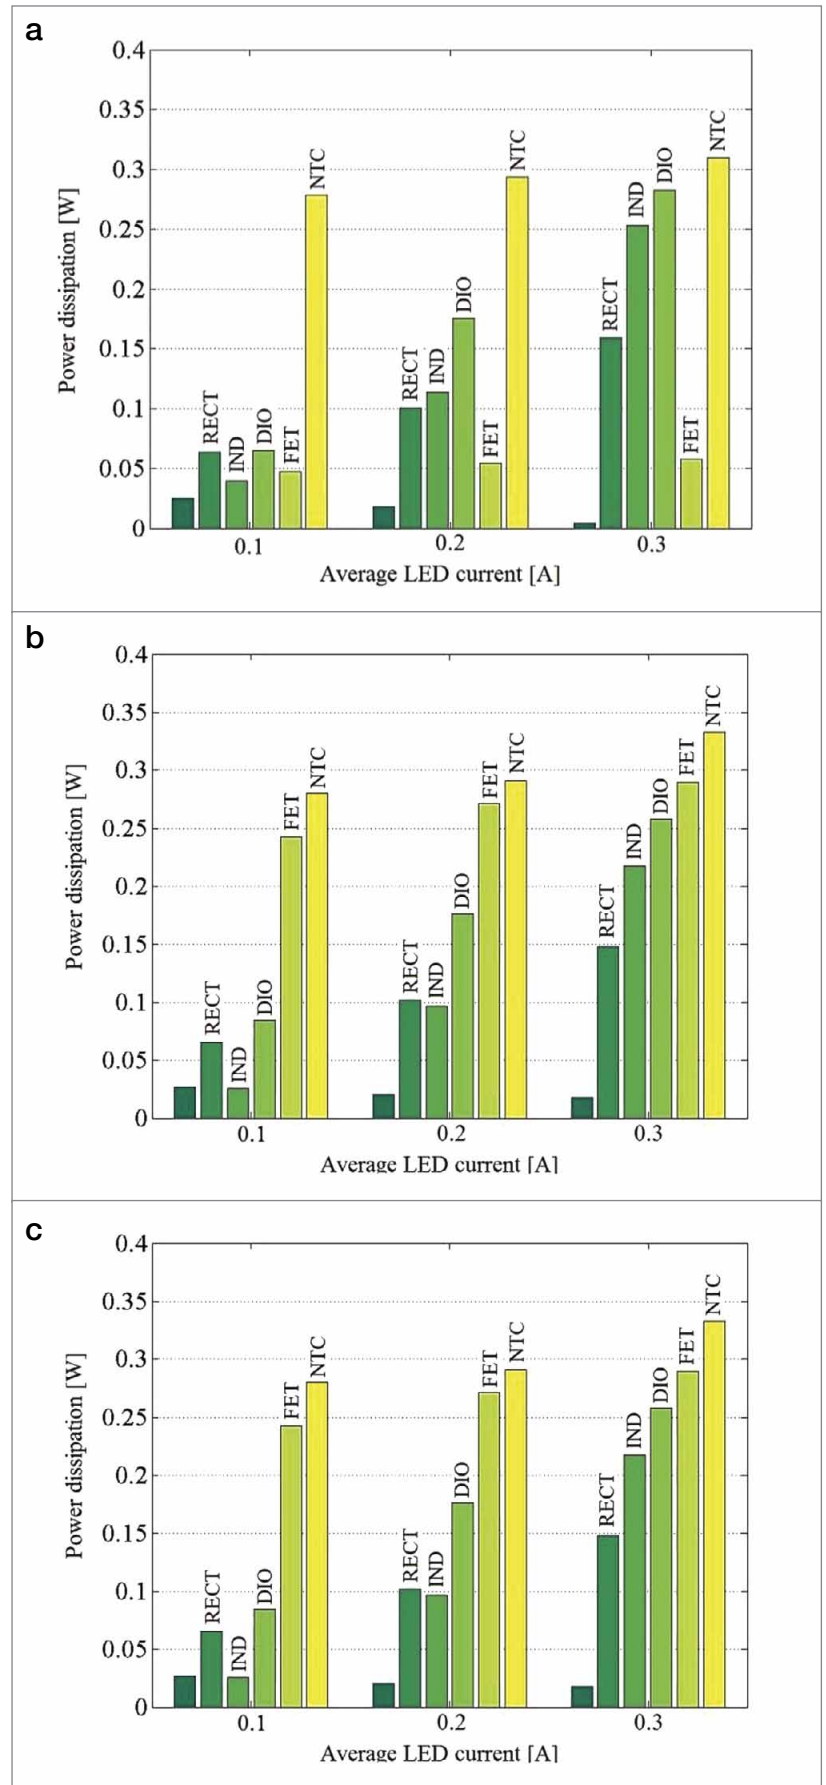 a
0.4
0.35
0.3
0.25
0.2
0.15
0.1
0.05
0
Power dissipation [W]
RECT
IND
DIO
FET
NTC
RECT
IND
DIO
FET
NTC
RECT
IND
DIO
FET
NTC
0.1 0.2 0.3
Average LED current [A]
b
0.4
0.35
0.3
0.25
0.2
0.15
0.1
0.05
0
Power dissipation [W]
RECT
IND
DIO
FET
NTC
RECT
IND
DIO
FET
NTC
RECT
IND
DIO
FET
NTC
0.1 0.2 0.3
Average LED current [A]
c
0.4
0.35
0.3
0.25
0.2
0.15
0.1
0.05
0
Power dissipation [W]
RECT
IND
DIO
FET
NTC
RECT
IND
DIO
FET
NTC
RECT
IND
DIO
FET
NTC
0.1 0.2 0.3
Average LED current [A]